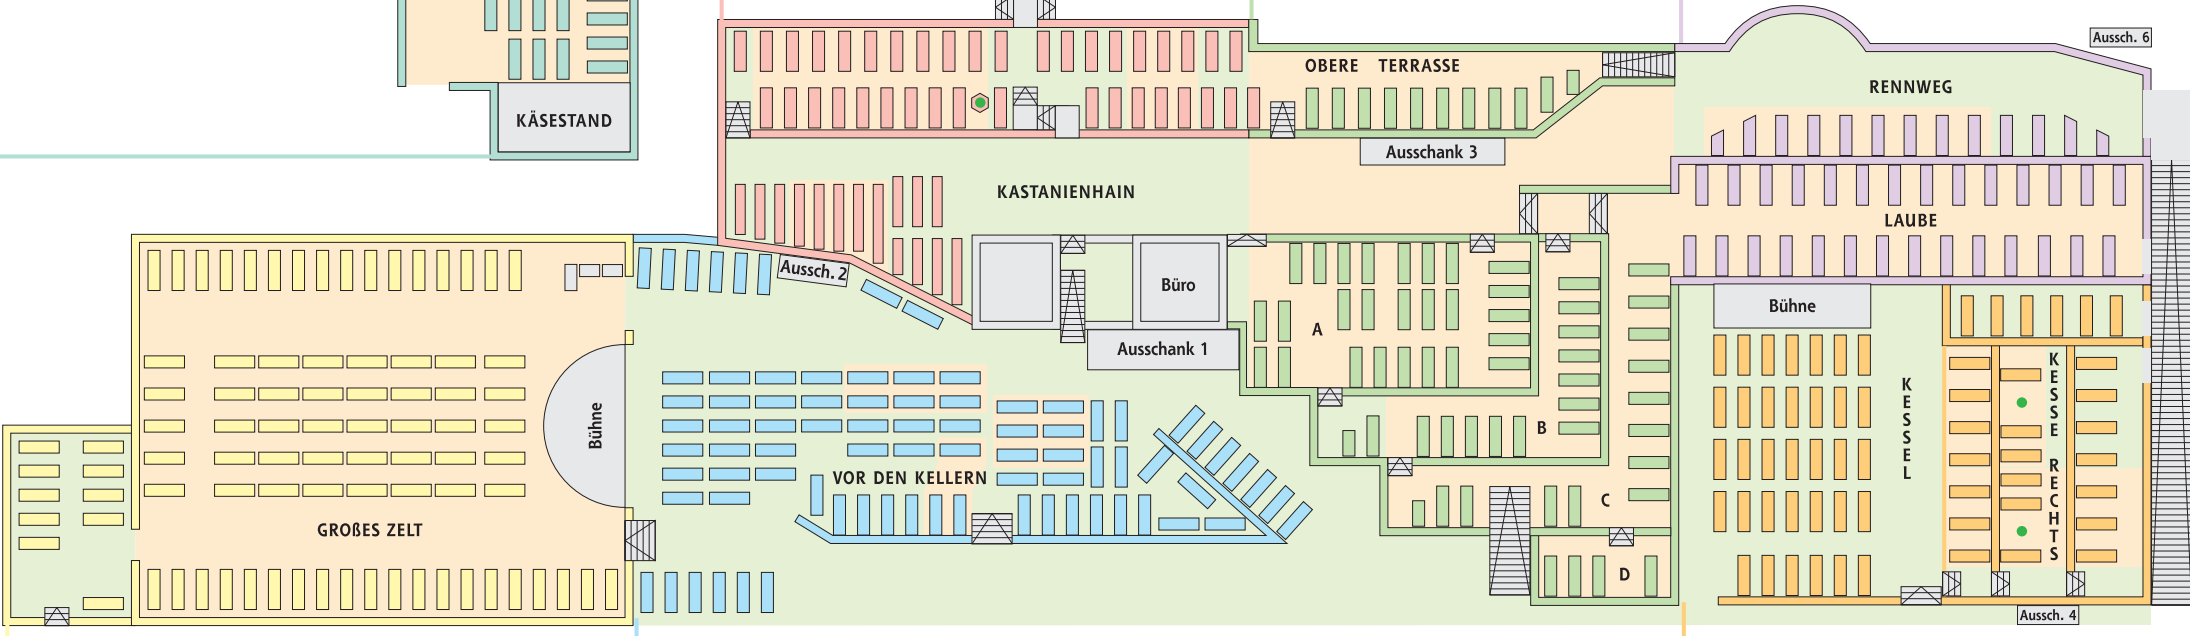 Aussch. 6
OBERE TERRASSE
RENNWEG
KÄSESTAND
Ausschank 3
KASTANIENHAIN
LAUBE
Aussch. 2
Büro
Bühne
A
Ausschank 1
KESSE RECHTS
KESSEL
Bühne
B
VOR DEN KELLERN
C
GROßES ZELT
D
Aussch. 4